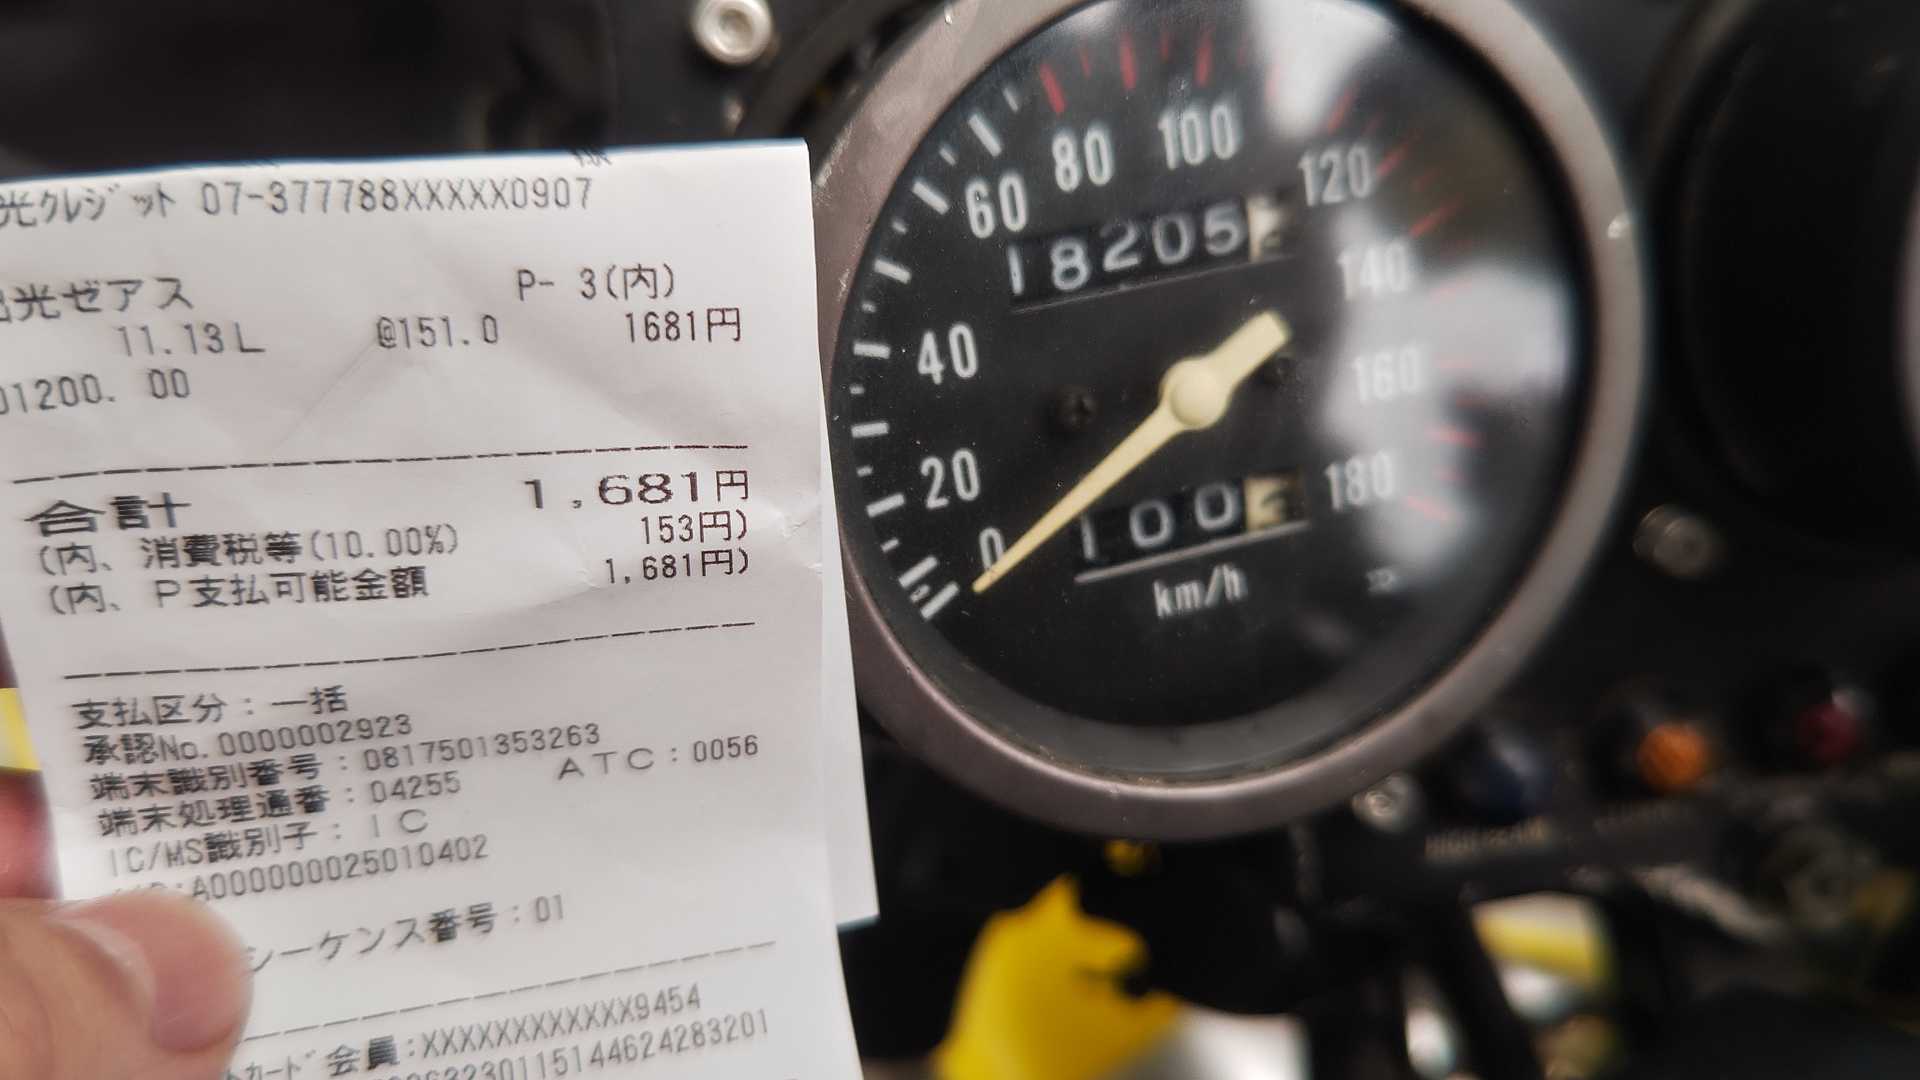 光クレジット 07-377788XXXXX0907
出光ゼアス P- 3(内)
11.13L @151.0 1681円
01200. 00
合計 1,681円
(内、消費税等(10.00%) 153円)
(内、P支払可能金額 1,681円)
支払区分:一括
承認No.0000002923
端末識別番号:0817501353263
端末処理通番:04255 ATC:0056
IC/MS識別子:IC
A000000025010402
シーケンス番号:01
カード会員:XXXXXXXXXXXX9454
0 20 40 60 80 100 120 140 160 180
18205
100
km/h